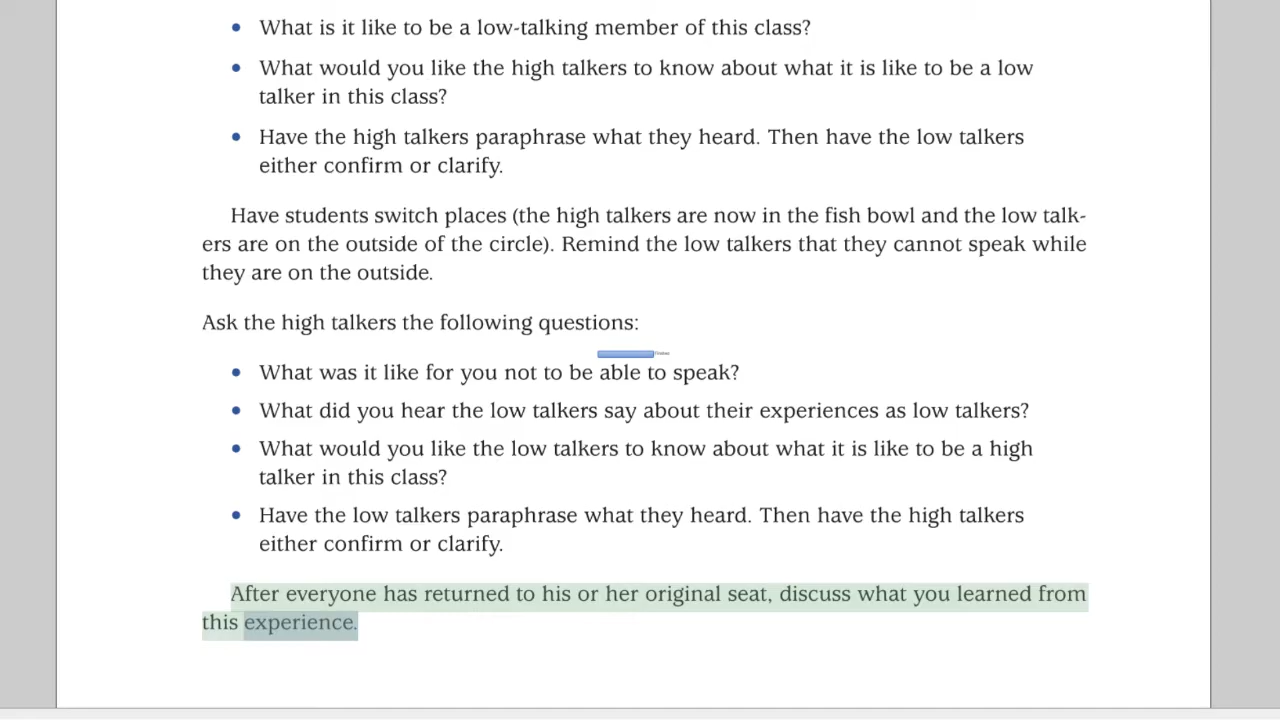 • What is it like to be a low-talking member of this class?
• What would you like the high talkers to know about what it is like to be a low
talker in this class?
• Have the high talkers paraphrase what they heard. Then have the low talkers
either confirm or clarify.
Have students switch places (the high talkers are now in the fish bowl and the low talk-
ers are on the outside of the circle). Remind the low talkers that they cannot speak while
they are on the outside.
Ask the high talkers the following questions:
• What was it like for you not to be able to speak?
• What did you hear the low talkers say about their experiences as low talkers?
• What would you like the low talkers to know about what it is like to be a high
talker in this class?
• Have the low talkers paraphrase what they heard. Then have the high talkers
either confirm or clarify.
After everyone has returned to his or her original seat, discuss what you learned from
this experience.